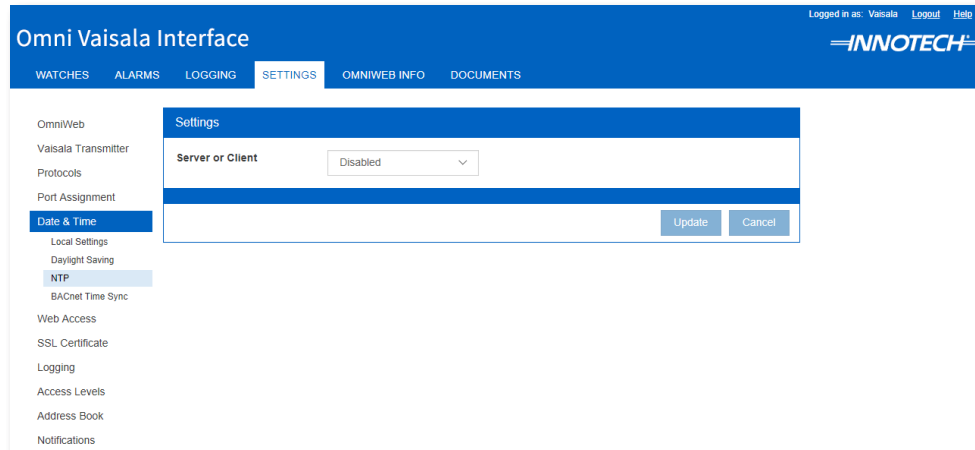 Logged in as: Vaisala Logout Help
Omni Vaisala Interface
INNOTECH
WATCHES ALARMS LOGGING SETTINGS OMNIWEB INFO DOCUMENTS
OmniWeb
Vaisala Transmitter
Protocols
Port Assignment
Date & Time
Local Settings
Daylight Saving
NTP
BACnet Time Sync
Web Access
SSL Certificate
Logging
Access Levels
Address Book
Notifications
Settings
Server or Client Disabled
Update Cancel